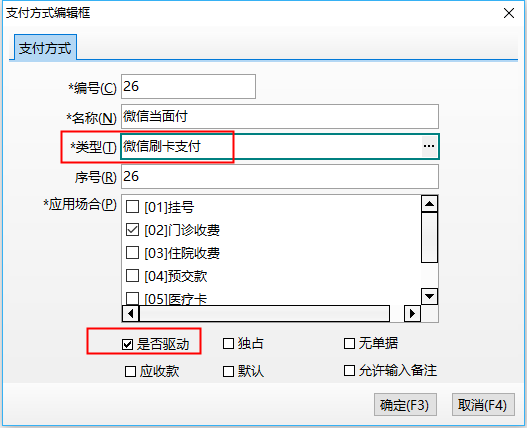 支付方式编辑框
支付方式
*编号(C) 26
*名称(N) 微信当面付
*类型(T) 微信刷卡支付 ...
序号(R) 26
*应用场合(P)
[01]挂号
[02]门诊收费
[03]住院收费
[04]预交款
[05]医疗卡
是否驱动 独占 无单据
应收款 默认 允许输入备注
确定(F3) 取消(F4)